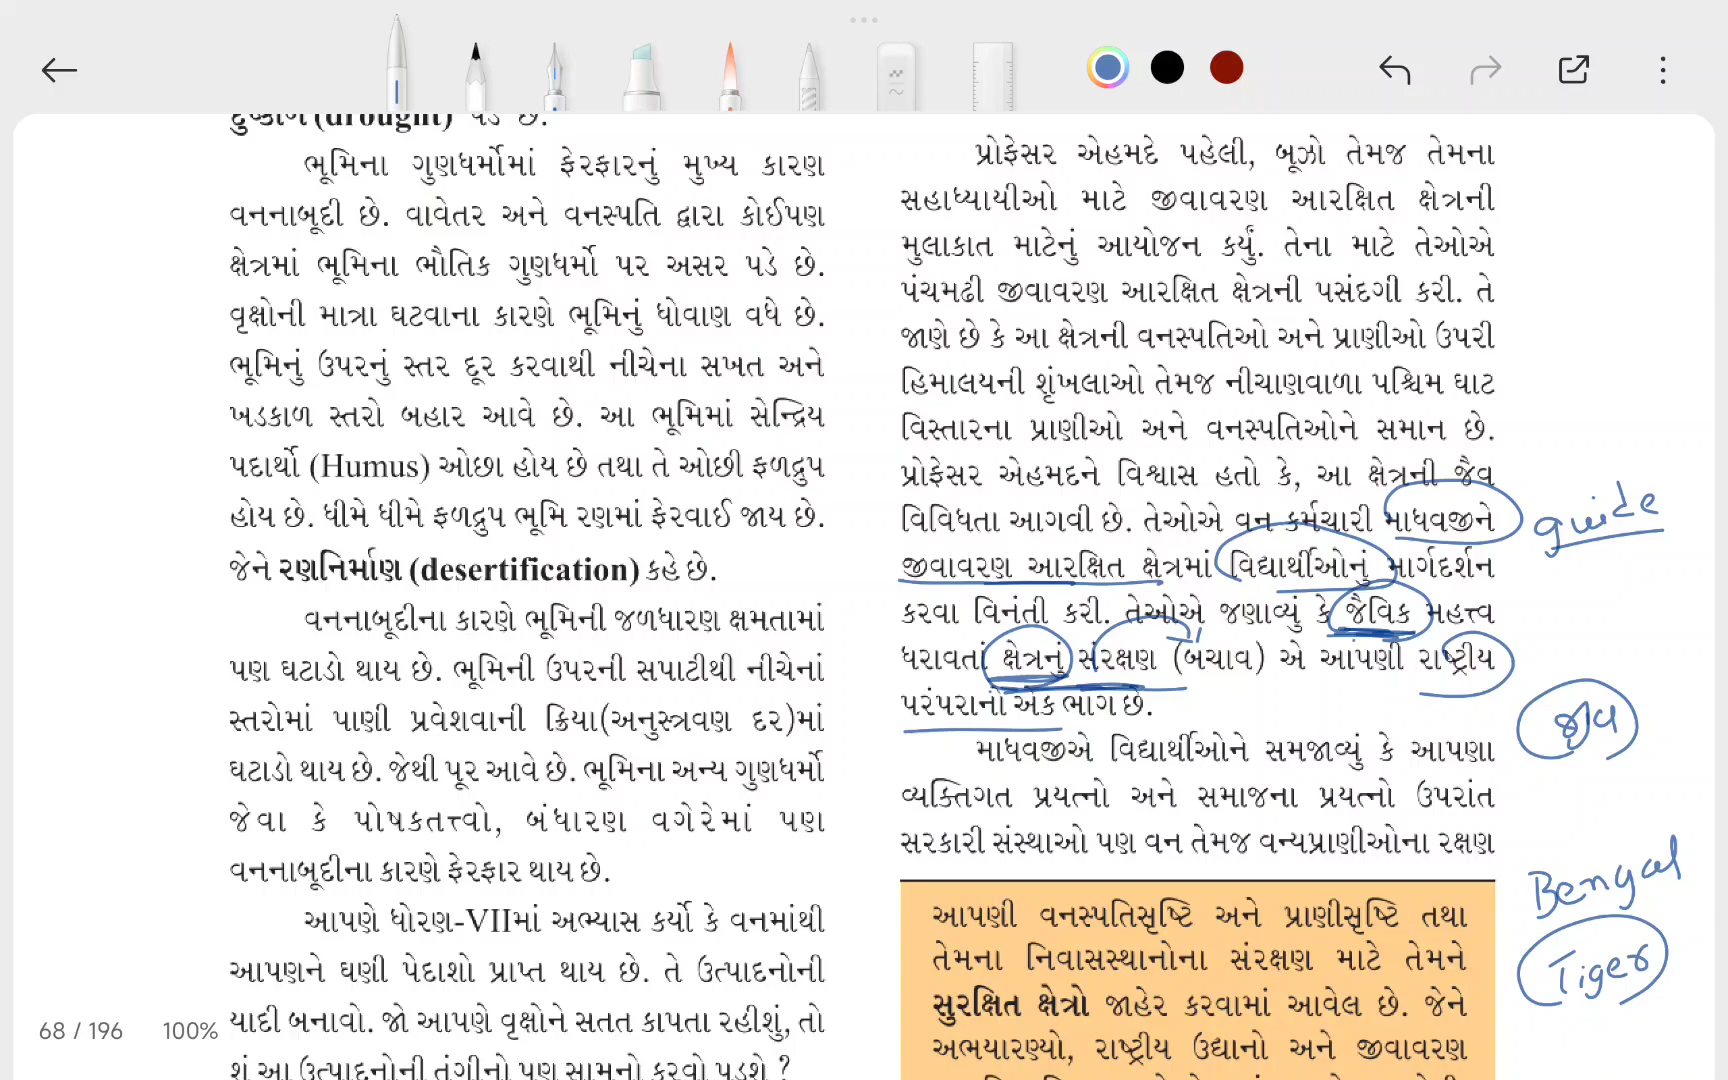 દુષ્કાળ (drought) પડે છે.
ભૂમિના ગુણધર્મોમાં ફેરફારનું મુખ્ય કારણ
વનનાબૂદી છે. વાવેતર અને વનસ્પતિ દ્વારા કોઈપણ
ક્ષેત્રમાં ભૂમિના ભૌતિક ગુણધર્મો પર અસર પડે છે.
વૃક્ષોની માત્રા ઘટવાના કારણે ભૂમિનું ધોવાણ વધે છે.
ભૂમિનું ઉપરનું સ્તર દૂર કરવાથી નીચેના સખત અને
ખડકાળ સ્તરો બહાર આવે છે. આ ભૂમિમાં સેન્દ્રિય
પદાર્થો (Humus) ઓછા હોય છે તથા તે ઓછી ફળદ્રુપ
હોય છે. ધીમે ધીમે ફળદ્રુપ ભૂમિ રણમાં ફેરવાઈ જાય છે.
જેને રણનિર્માણ (desertification) કહે છે.
વનનાબૂદીના કારણે ભૂમિની જળધારણ ક્ષમતામાં
પણ ઘટાડો થાય છે. ભૂમિની ઉપરની સપાટીથી નીચેનાં
સ્તરોમાં પાણી પ્રવેશવાની ક્રિયા(અનુસ્ત્રવણ દર)માં
ઘટાડો થાય છે. જેથી પૂર આવે છે. ભૂમિના અન્ય ગુણધર્મો
જેવા કે પોષકતત્ત્વો, બંધારણ વગેરેમાં પણ
વનનાબૂદીના કારણે ફેરફાર થાય છે.
આપણે ધોરણ-VIIમાં અભ્યાસ કર્યો કે વનમાંથી
આપણને ઘણી પેદાશો પ્રાપ્ત થાય છે. તે ઉત્પાદનોની
યાદી બનાવો. જો આપણે વૃક્ષોને સતત કાપતા રહીશું, તો
શું આ ઉત્પાદનોની તંગીનો પણ સામનો કરવો પડશે ?
68 / 196 100%
પ્રોફેસર એહમદે પહેલી, બૂઝો તેમજ તેમના
સહાધ્યાયીઓ માટે જીવાવરણ આરક્ષિત ક્ષેત્રની
મુલાકાત માટેનું આયોજન કર્યું. તેના માટે તેઓએ
પંચમઢી જીવાવરણ આરક્ષિત ક્ષેત્રની પસંદગી કરી. તે
જાણે છે કે આ ક્ષેત્રની વનસ્પતિઓ અને પ્રાણીઓ ઉપરી
હિમાલયની શૃંખલાઓ તેમજ નીચાણવાળા પશ્ચિમ ઘાટ
વિસ્તારના પ્રાણીઓ અને વનસ્પતિઓને સમાન છે.
પ્રોફેસર એહમદને વિશ્વાસ હતો કે, આ ક્ષેત્રની જૈવ
વિવિધતા આગવી છે. તેઓએ વન કર્મચારી માધવજીને
જીવાવરણ આરક્ષિત ક્ષેત્રમાં વિદ્યાર્થીઓનું માર્ગદર્શન
કરવા વિનંતી કરી. તેઓએ જણાવ્યું કે જૈવિક મહત્ત્વ
ધરાવતાં ક્ષેત્રનું સંરક્ષણ (બચાવ) એ આપણી રાષ્ટ્રીય
પરંપરાનો એક ભાગ છે.
માધવજીએ વિદ્યાર્થીઓને સમજાવ્યું કે આપણા
વ્યક્તિગત પ્રયત્નો અને સમાજના પ્રયત્નો ઉપરાંત
સરકારી સંસ્થાઓ પણ વન તેમજ વન્યપ્રાણીઓના રક્ષણ
આપણી વનસ્પતિસૃષ્ટિ અને પ્રાણીસૃષ્ટિ તથા
તેમના નિવાસસ્થાનોના સંરક્ષણ માટે તેમને
સુરક્ષિત ક્ષેત્રો જાહેર કરવામાં આવેલ છે. જેને
અભયારણ્યો, રાષ્ટ્રીય ઉદ્યાનો અને જીવાવરણ
guide
Bengal
Tiger